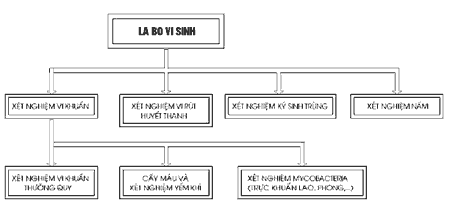 LA BO VI SINH
XÉT NGHIỆM VI KHUẨN
XÉT NGHIỆM VI RÚT
HUYẾT THANH
XÉT NGHIỆM KÝ SINH TRÙNG
XÉT NGHIỆM NẤM
XÉT NGHIỆM VI KHUẨN
THƯỜNG QUY
CẤY MÁU VÀ
XÉT NGHIỆM YẾM KHÍ
XÉT NGHIỆM MYCOBACTERIA
(TRỰC KHUẨN LAO, PHONG,...)